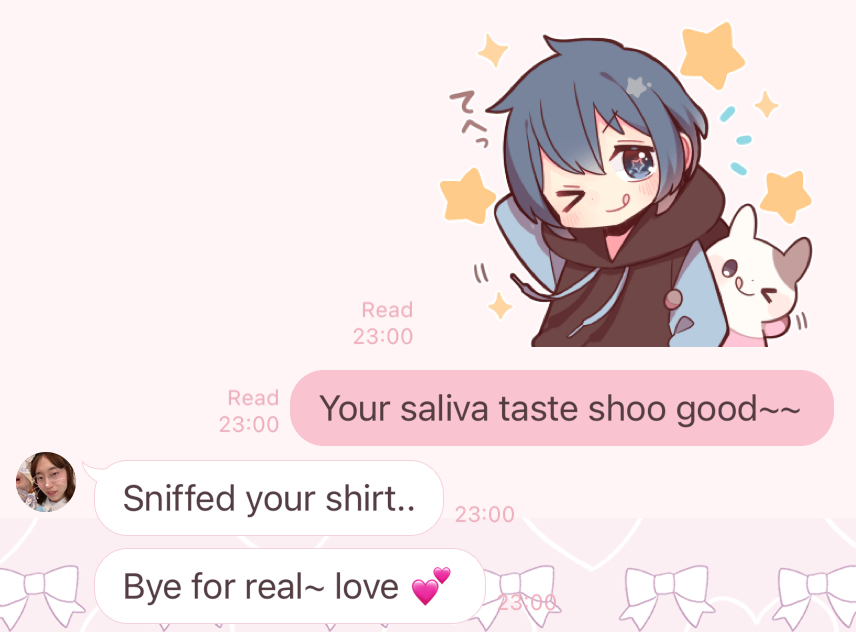 てへっ
Read
23:00
Read
23:00
Your saliva taste shoo good~~
Sniffed your shirt..
23:00
Bye for real~ love 💕
23:00